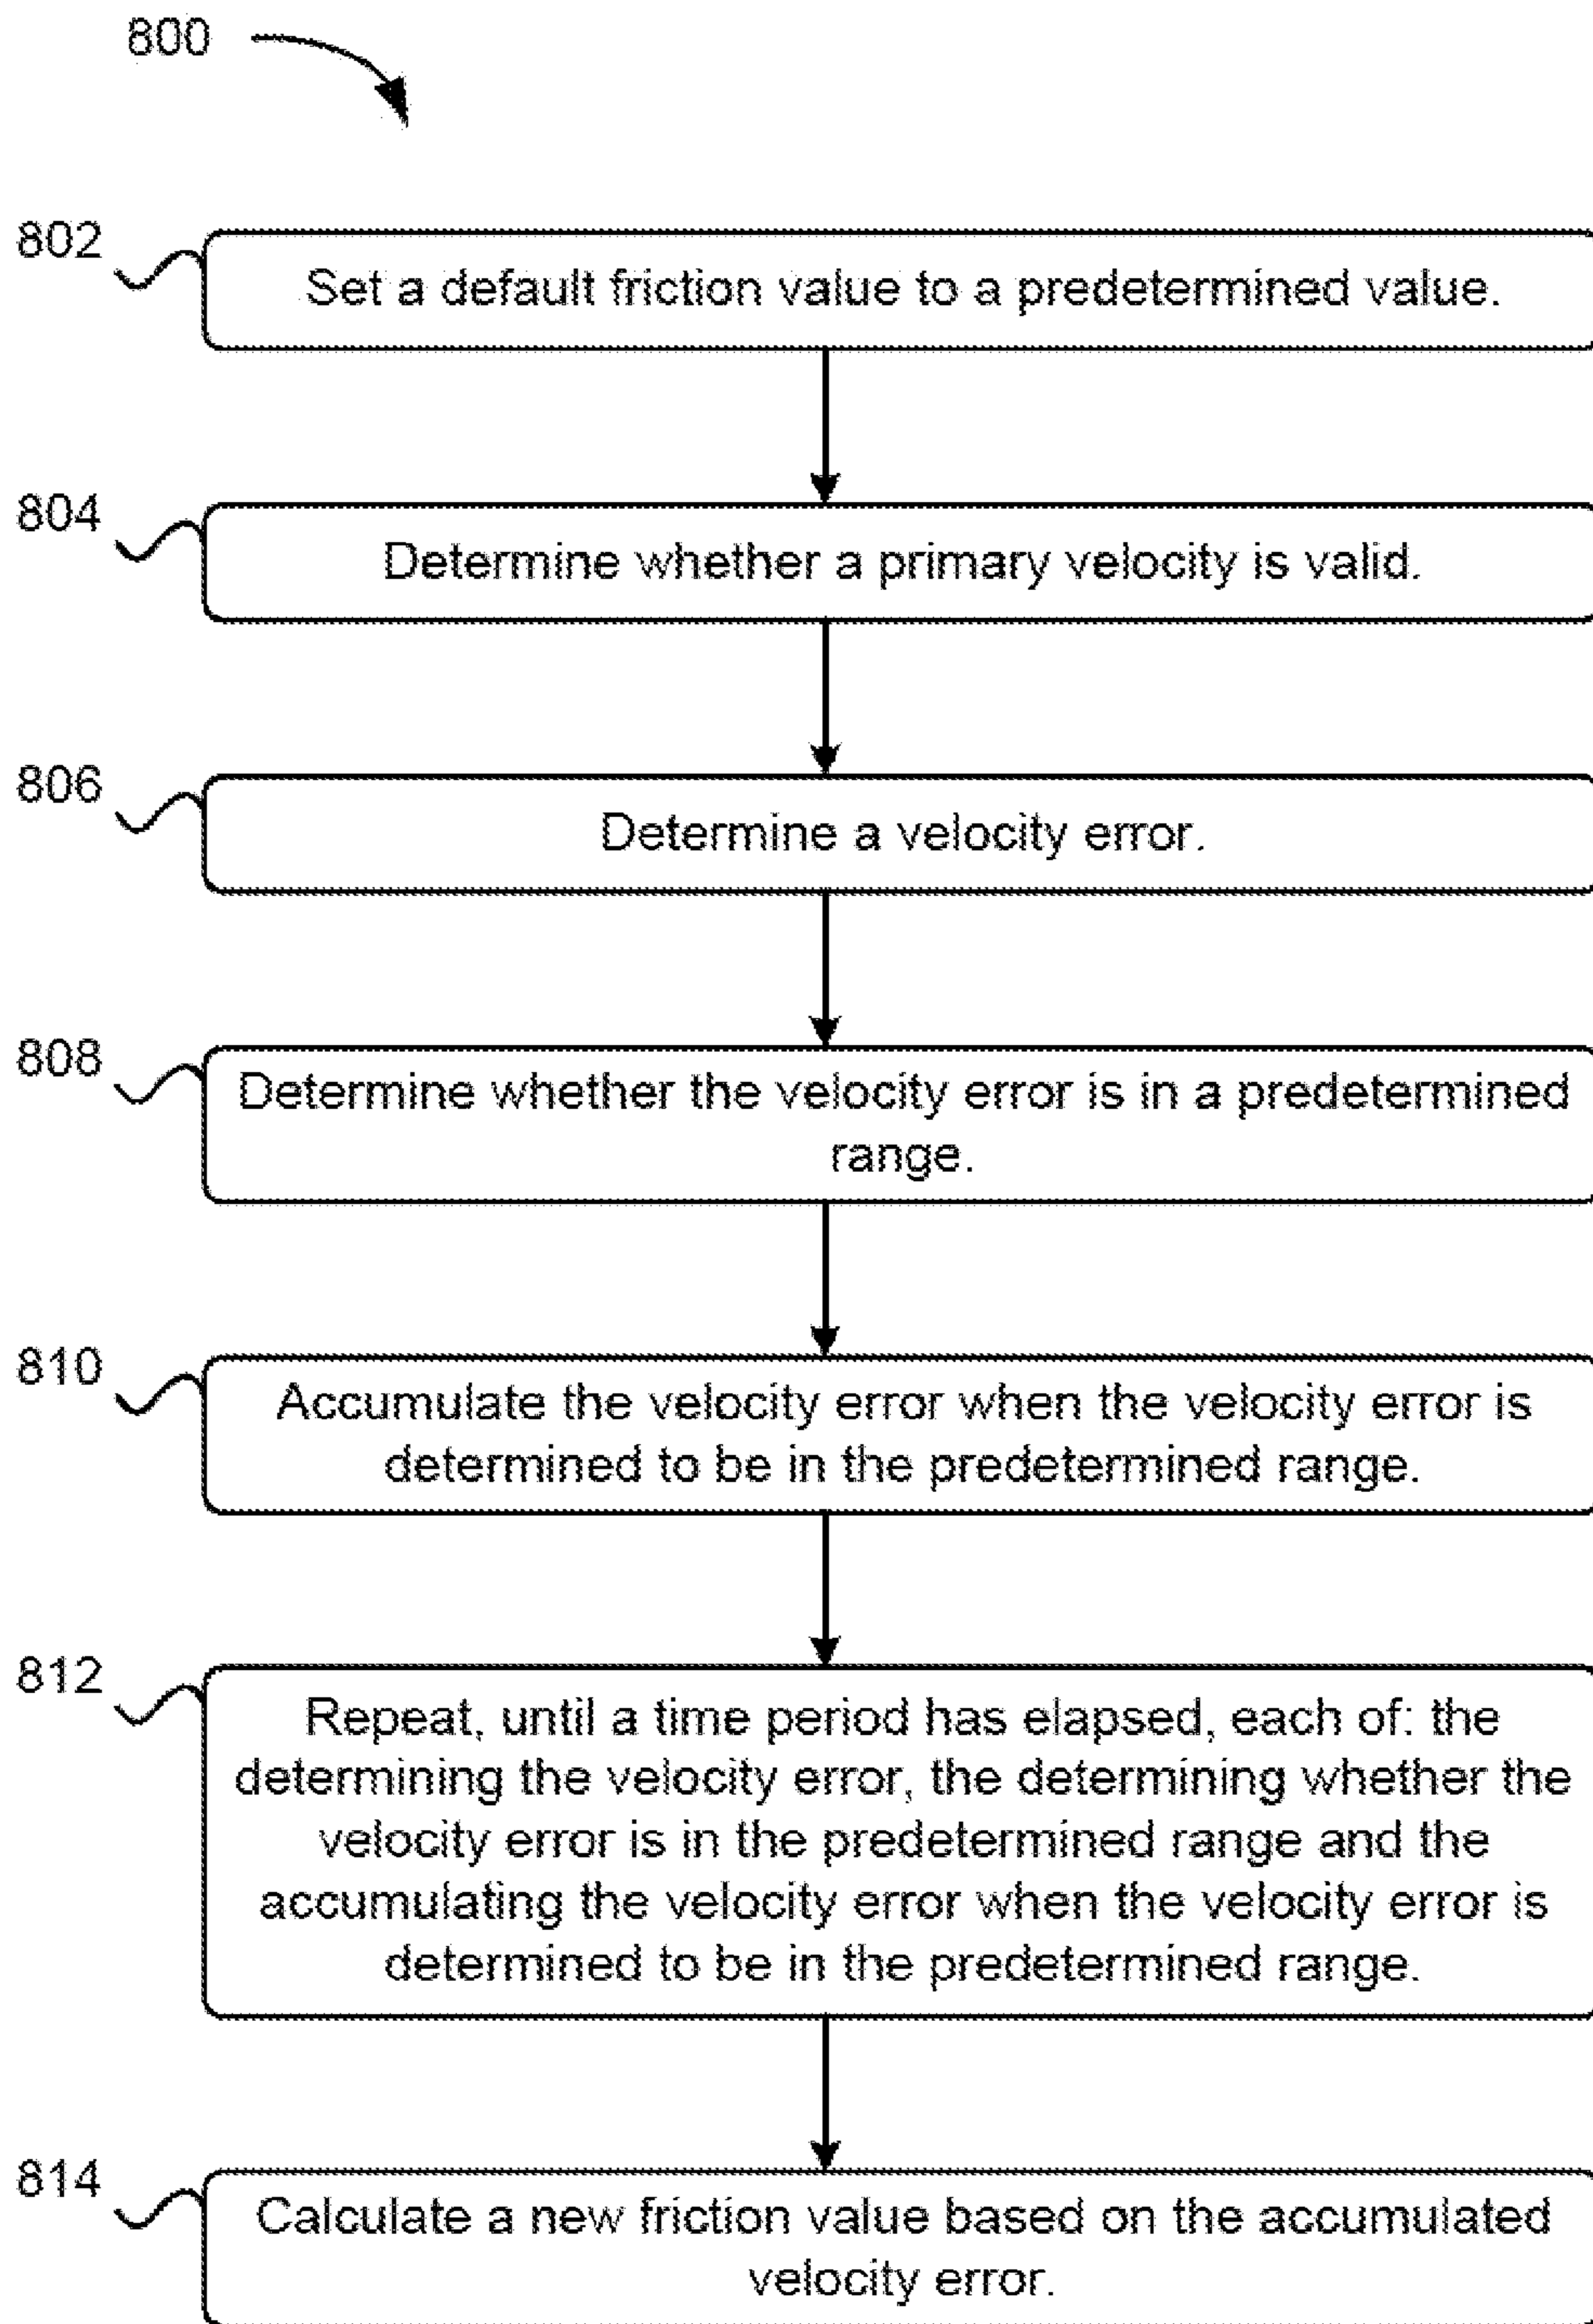 800
802
Set a default friction value to a predetermined value.
804
Determine whether a primary velocity is valid.
806
Determine a velocity error.
808
Determine whether the velocity error is in a predetermined
range.
810
Accumulate the velocity error when the velocity error is
determined to be in the predetermined range.
812
Repeat, until a time period has elapsed, each of: the
determining the velocity error, the determining whether the
velocity error is in the predetermined range and the
accumulating the velocity error when the velocity error is
determined to be in the predetermined range.
814
Calculate a new friction value based on the accumulated
velocity error.